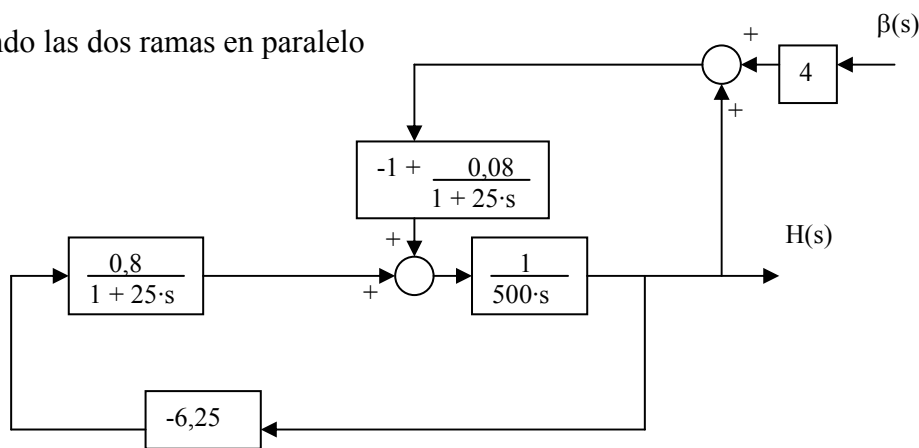 ndo las dos ramas en paralelo
β(s)
+
4
+
-1 + 0,08
1 + 25·s
+
H(s)
0,8
1 + 25·s
+
1
500·s
-6,25